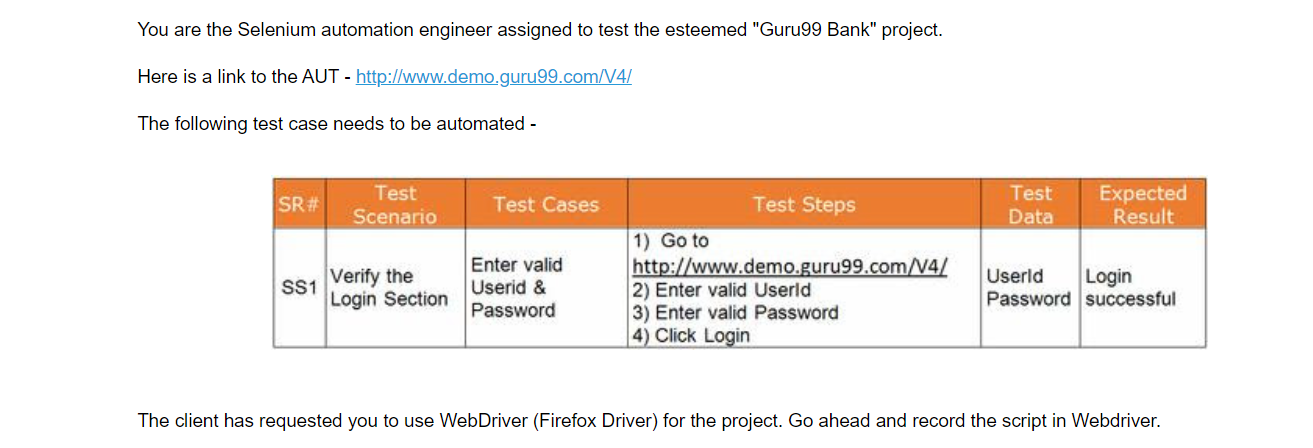 You are the Selenium automation engineer assigned to test the esteemed "Guru99 Bank" project.
Here is a link to the AUT - http://www.demo.guru99.com/V4/
The following test case needs to be automated -
SR#
Test
Scenario
Test Cases
Test Steps
Test
Data
Expected
Result
SS1
Verify the
Login Section
Enter valid
Userid &
Password
1) Go to
http://www.demo.guru99.com/V4/
2) Enter valid UserId
3) Enter valid Password
4) Click Login
UserId
Password
Login
successful
The client has requested you to use WebDriver (Firefox Driver) for the project. Go ahead and record the script in Webdriver.